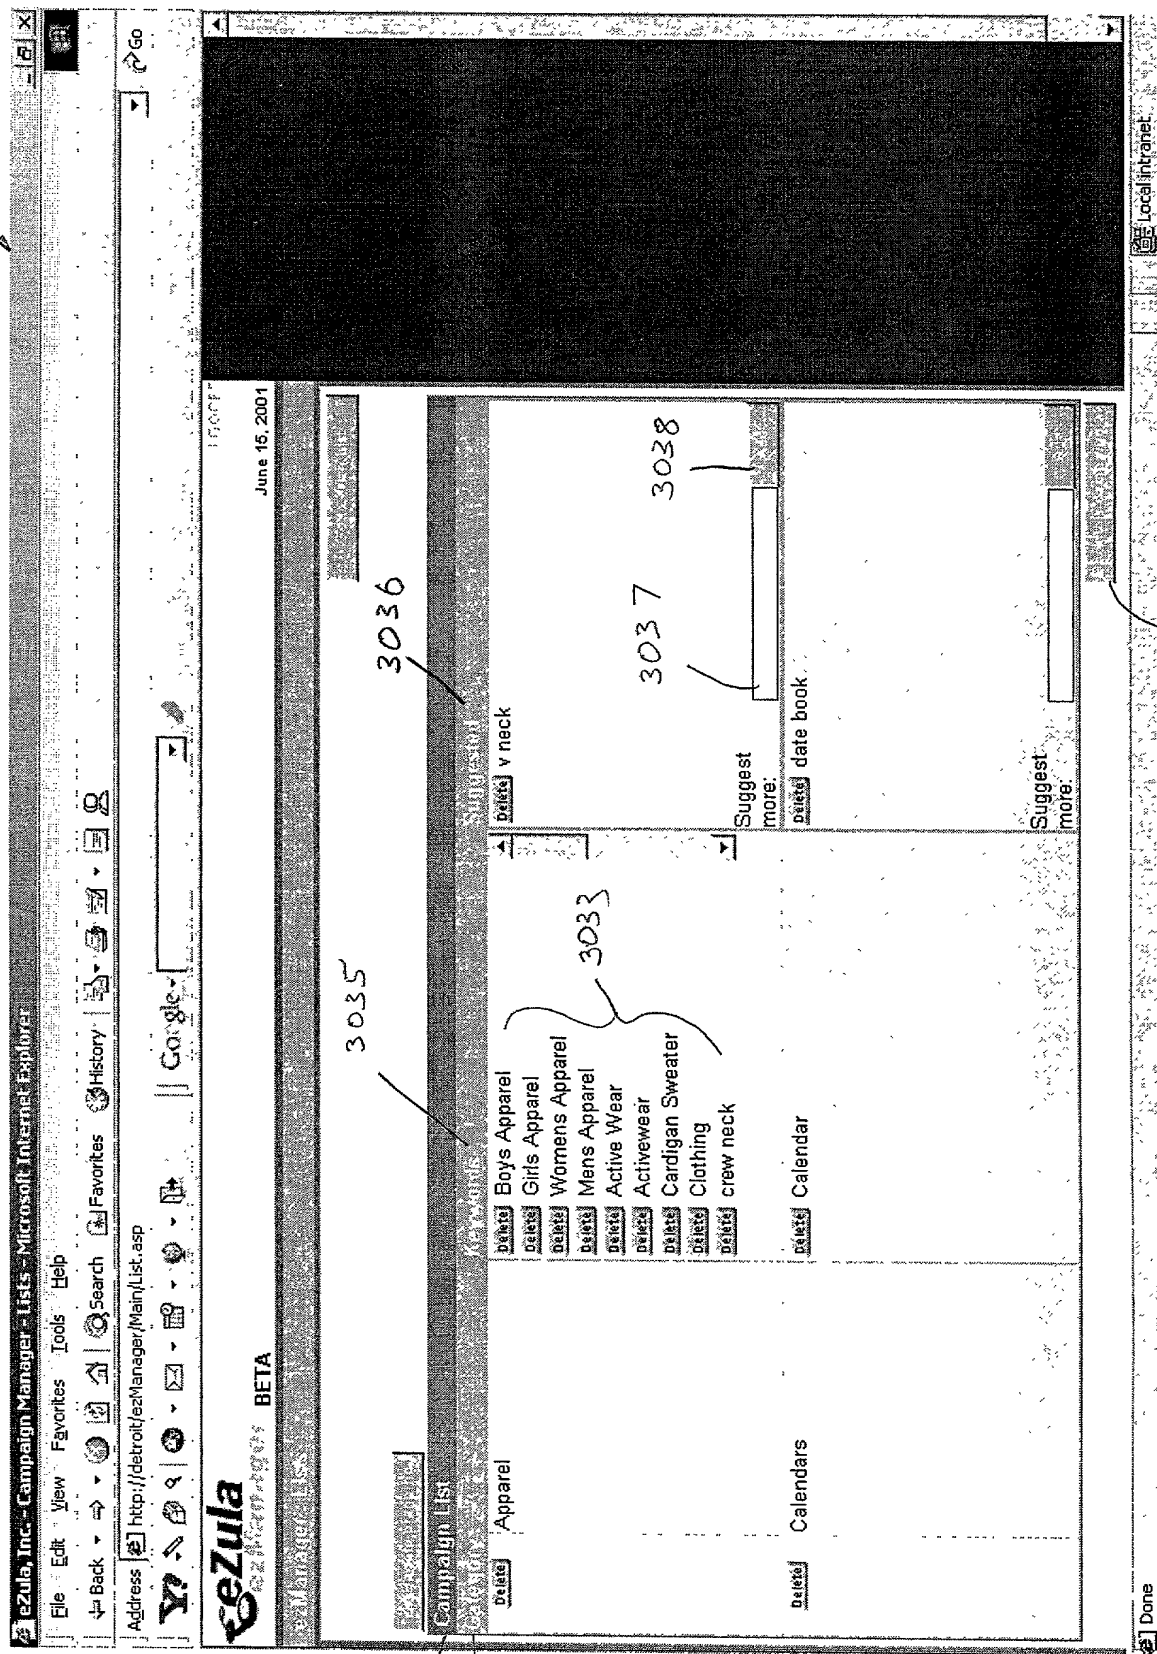 eZula, Inc. - Campaign Manager - Lists - Microsoft Internet Explorer
File Edit View Favorites Tools Help
Back Search Favorites History
Address http://detroit/ezManager/Main/List.asp Go
Y! Google
eZula
ezManager BETA
June 15, 2001
ezManager Lists
3035
3036
Campaign List
Categories Keywords Suggested
Delete Apparel
Delete Boys Apparel
Delete Girls Apparel
Delete Womens Apparel
Delete Mens Apparel
Delete Active Wear
Delete Activewear
Delete Cardigan Sweater
Delete Clothing
Delete crew neck
3033
Delete v neck
3037
3038
Suggest
more:
Delete Calendars
Delete Calendar
Delete date book
Suggest
more:
Done Local intranet